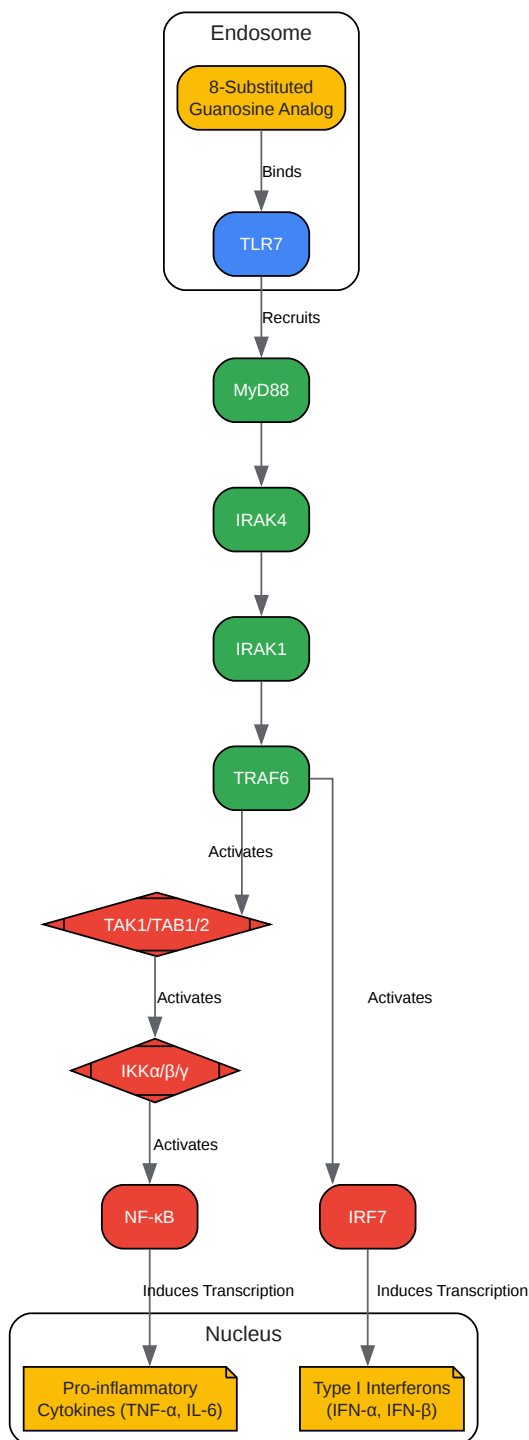 Endosome
8-Substituted
Guanosine Analog
Binds
TLR7
Recruits
MyD88
IRAK4
IRAK1
TRAF6
Activates
TAK1/TAB1/2
Activates
Activates
IKKα/β/γ
Activates
NF-κB
IRF7
Induces Transcription
Induces Transcription
Nucleus
Pro-inflammatory
Cytokines (TNF-α, IL-6)
Type I Interferons
(IFN-α, IFN-β)